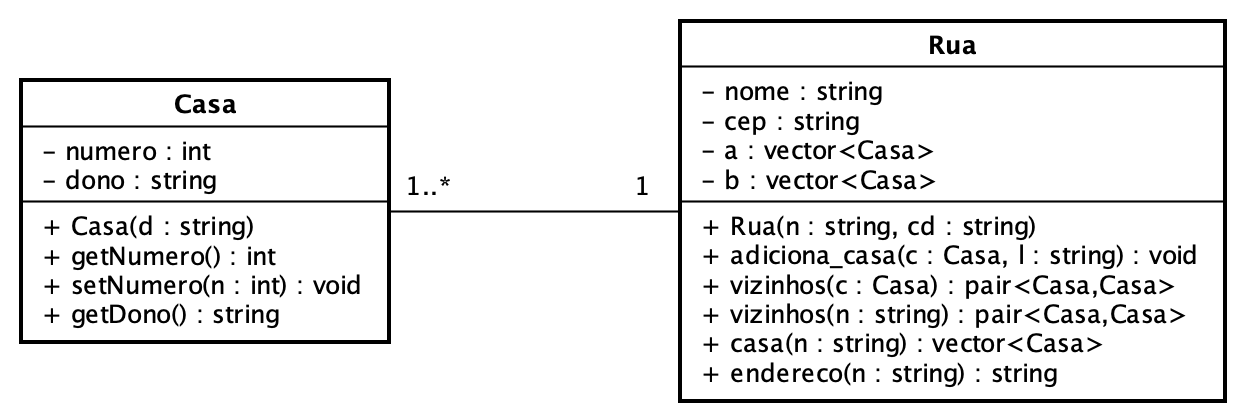 Casa
- numero : int
- dono : string
+ Casa(d : string)
+ getNumero() : int
+ setNumero(n : int) : void
+ getDono() : string
1..*
1
Rua
- nome : string
- cep : string
- a : vector<Casa>
- b : vector<Casa>
+ Rua(n : string, cd : string)
+ adiciona_casa(c : Casa, l : string) : void
+ vizinhos(c : Casa) : pair<Casa,Casa>
+ vizinhos(n : string) : pair<Casa,Casa>
+ casa(n : string) : vector<Casa>
+ endereco(n : string) : string